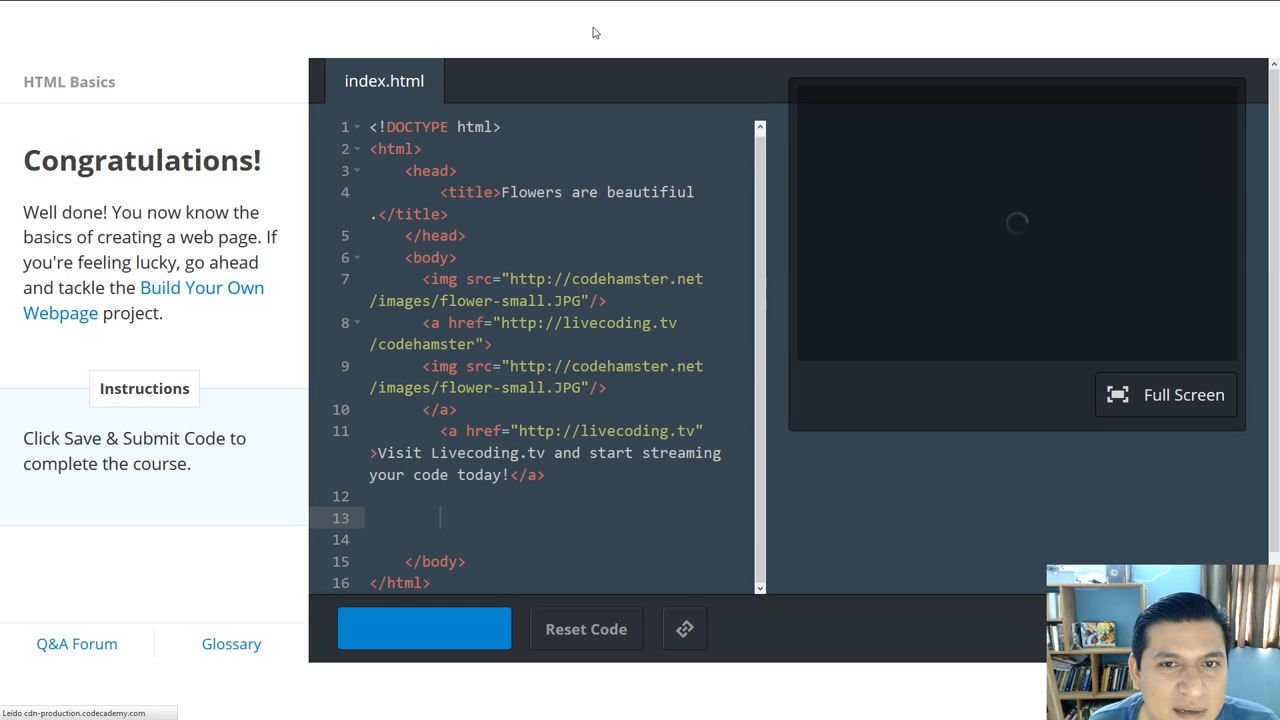 HTML Basics
Congratulations!
Well done! You now know the
basics of creating a web page. If
you're feeling lucky, go ahead
and tackle the Build Your Own
Webpage project.
Instructions
Click Save & Submit Code to
complete the course.
Q&A Forum
Glossary
Leído cdn-production.codecademy.com
index.html
1 <!DOCTYPE html>
2 <html>
3 <head>
4 <title>Flowers are beautifiul
.</title>
5 </head>
6 <body>
7 <img src="http://codehamster.net
/images/flower-small.JPG"/>
8 <a href="http://livecoding.tv
/codehamster">
9 <img src="http://codehamster.net
/images/flower-small.JPG"/>
10 </a>
11 <a href="http://livecoding.tv"
>Visit Livecoding.tv and start streaming
your code today!</a>
12
13
14
15 </body>
16 </html>
Reset Code
Full Screen